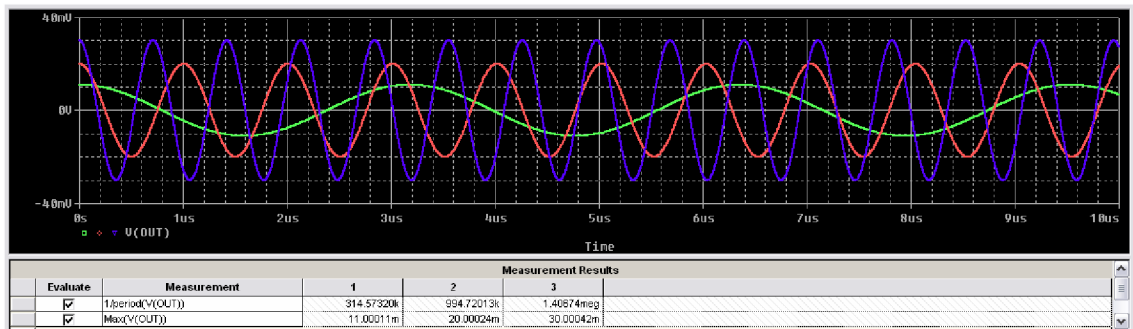 40mV
0V
-40mV
0s 1us 2us 3us 4us 5us 6us 7us 8us 9us 10us
V(OUT)
Time
Measurement Results
Evaluate Measurement 1 2 3
1/period(V(OUT)) 314.57320k 994.72013k 1.40674meg
Max(V(OUT)) 11.00011m 20.00024m 30.00042m